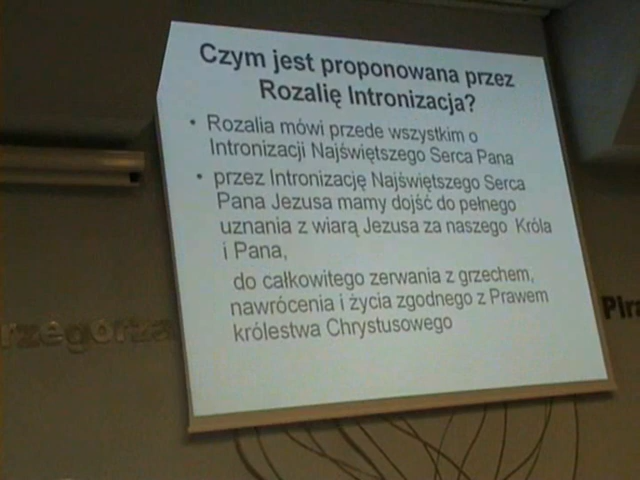 Czym jest proponowana przez
Rozalię Intronizacja?
• Rozalia mówi przede wszystkim o
Intronizacji Najświętszego Serca Pana
• przez Intronizację Najświętszego Serca
Pana Jezusa mamy dojść do pełnego
uznania z wiarą Jezusa za naszego Króla
i Pana,
do całkowitego zerwania z grzechem,
nawrócenia i życia zgodnego z Prawem
królestwa Chrystusowego